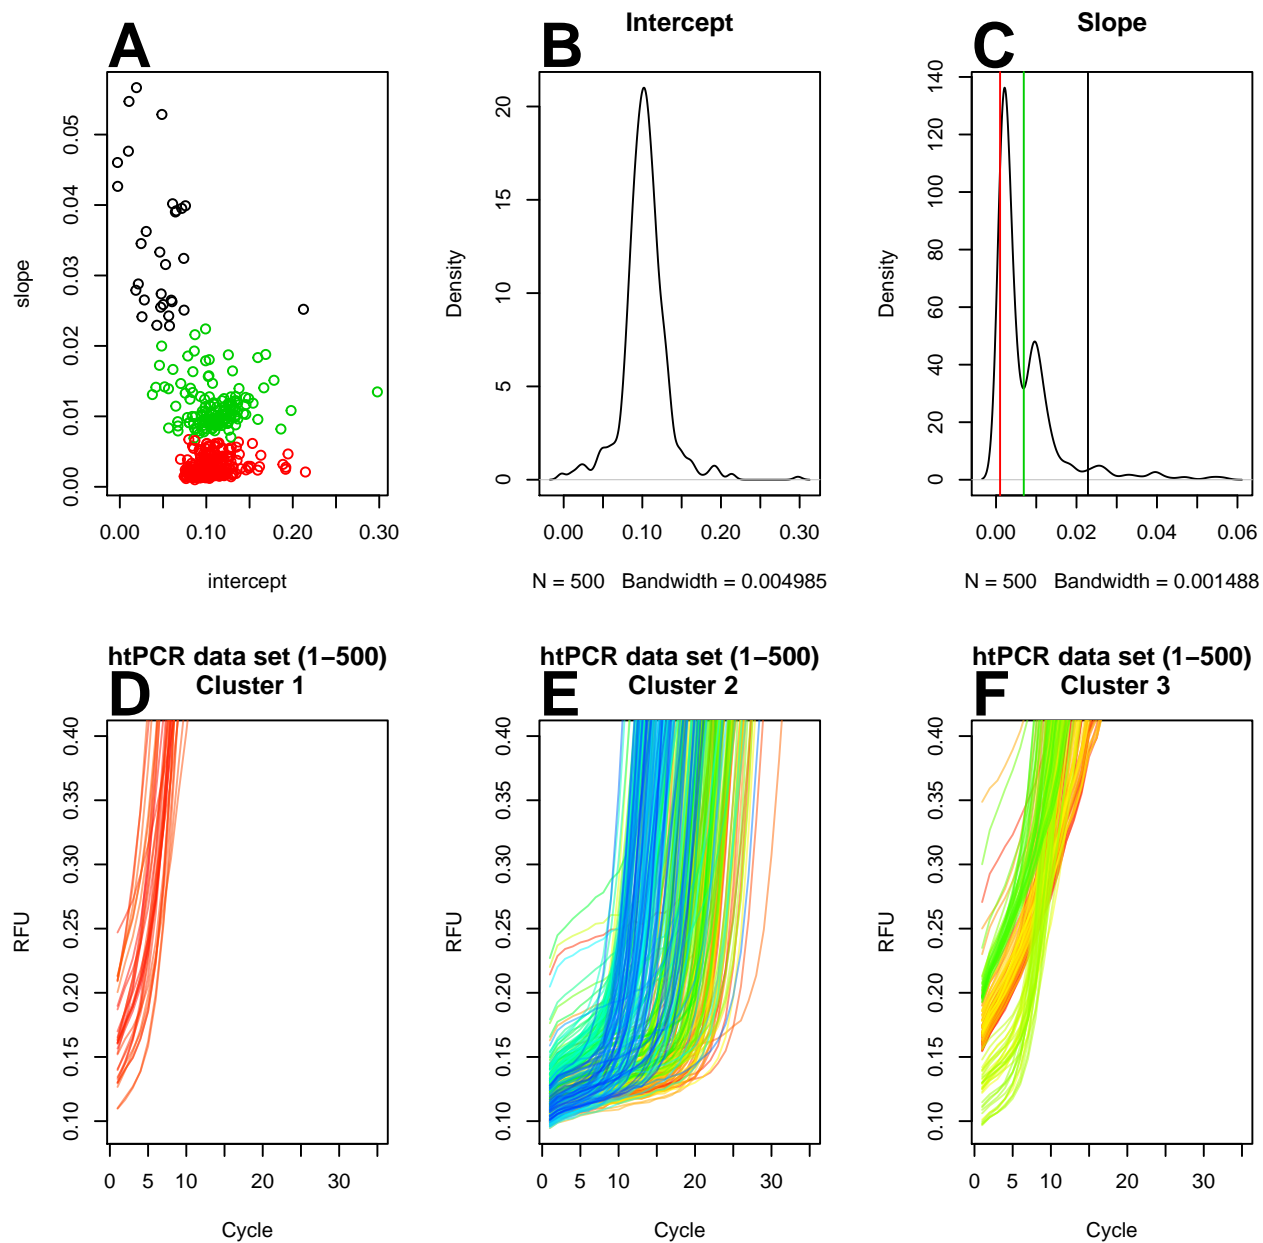 A
slope
0.00 0.01 0.02 0.03 0.04 0.05
0.00 0.10 0.20 0.30
intercept
B
Intercept
Density
0 5 10 15 20
0.00 0.10 0.20 0.30
N = 500 Bandwidth = 0.004985
C
Slope
Density
0 20 40 60 80 100 120 140
0.00 0.02 0.04 0.06
N = 500 Bandwidth = 0.001488
htPCR data set (1−500)
D Cluster 1
RFU
0.10 0.15 0.20 0.25 0.30 0.35 0.40
0 5 10 20 30
Cycle
htPCR data set (1−500)
E Cluster 2
RFU
0.10 0.15 0.20 0.25 0.30 0.35 0.40
0 5 10 20 30
Cycle
htPCR data set (1−500)
F Cluster 3
RFU
0.10 0.15 0.20 0.25 0.30 0.35 0.40
0 5 10 20 30
Cycle